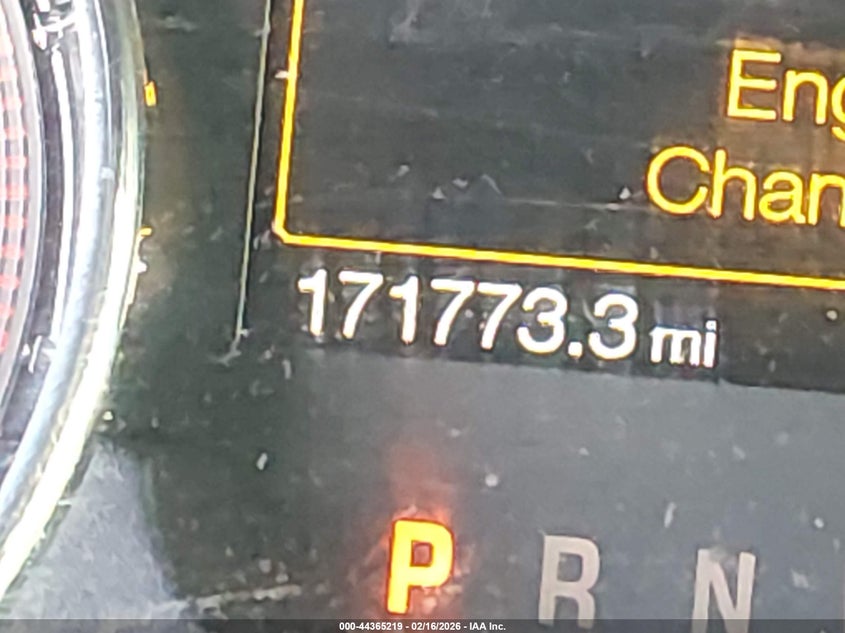 Eng
Chan
171773.3 mi
P R N
000-44365219 - 02/16/2026 - IAA Inc.